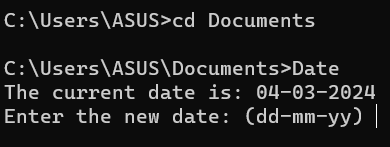 C:\Users\ASUS>cd Documents
C:\Users\ASUS\Documents>Date
The current date is: 04-03-2024
Enter the new date: (dd-mm-yy)